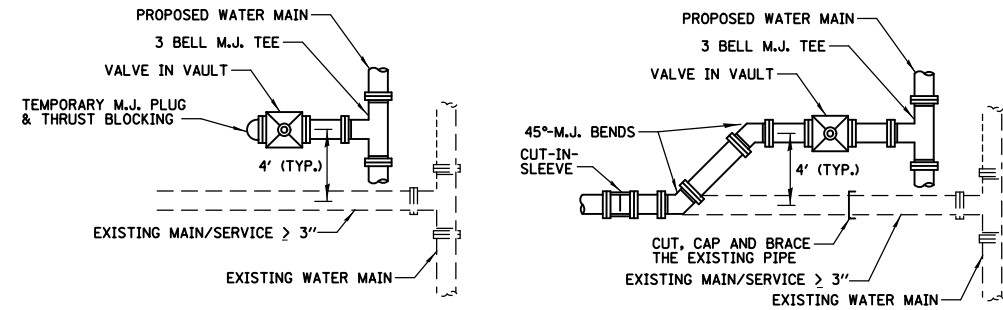 PROPOSED WATER MAIN
3 BELL M.J. TEE
VALVE IN VAULT
TEMPORARY M.J. PLUG
& THRUST BLOCKING
4' (TYP.)
EXISTING MAIN/SERVICE ≥ 3"
EXISTING WATER MAIN
PROPOSED WATER MAIN
3 BELL M.J. TEE
VALVE IN VAULT
45°-M.J. BENDS
CUT-IN-
SLEEVE
4' (TYP.)
CUT, CAP AND BRACE
THE EXISTING PIPE
EXISTING MAIN/SERVICE ≥ 3"
EXISTING WATER MAIN